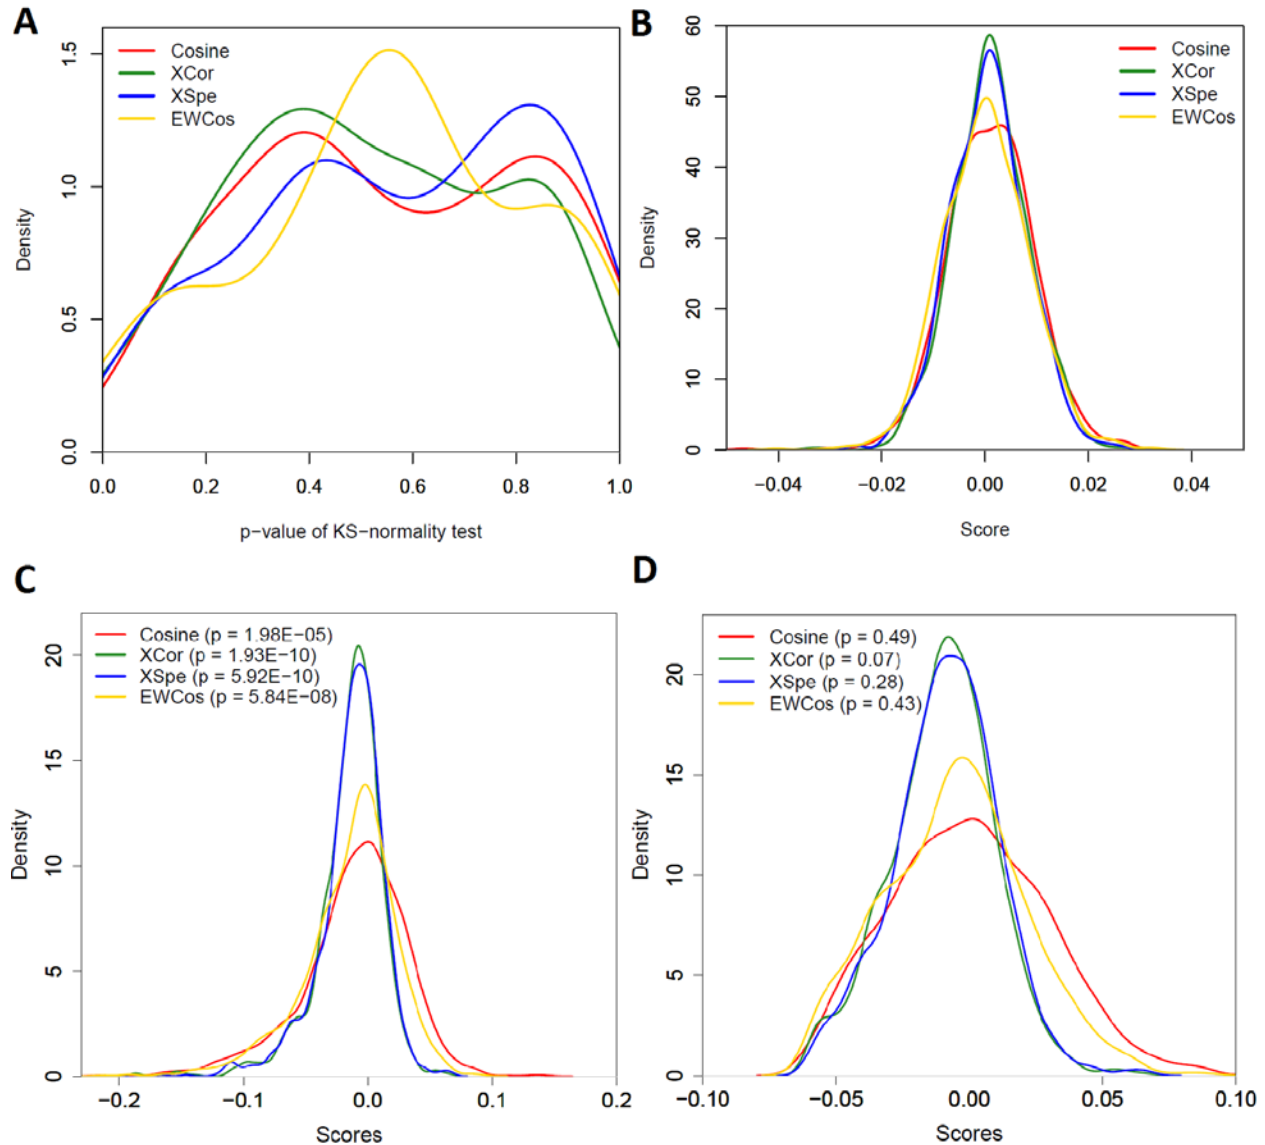 A
Cosine
XCor
XSpe
EWCos
1.5
1.0
0.5
0.0
Density
0.0 0.2 0.4 0.6 0.8 1.0
p−value of KS−normality test
B
Cosine
XCor
XSpe
EWCos
60
50
40
30
20
10
0
Density
−0.04 −0.02 0.00 0.02 0.04
Score
C
Cosine (p = 1.98E−05)
XCor (p = 1.93E−10)
XSpe (p = 5.92E−10)
EWCos (p = 5.84E−08)
20
15
10
5
0
Density
−0.2 −0.1 0.0 0.1 0.2
Scores
D
Cosine (p = 0.49)
XCor (p = 0.07)
XSpe (p = 0.28)
EWCos (p = 0.43)
20
15
10
5
0
Density
−0.10 −0.05 0.00 0.05 0.10
Scores